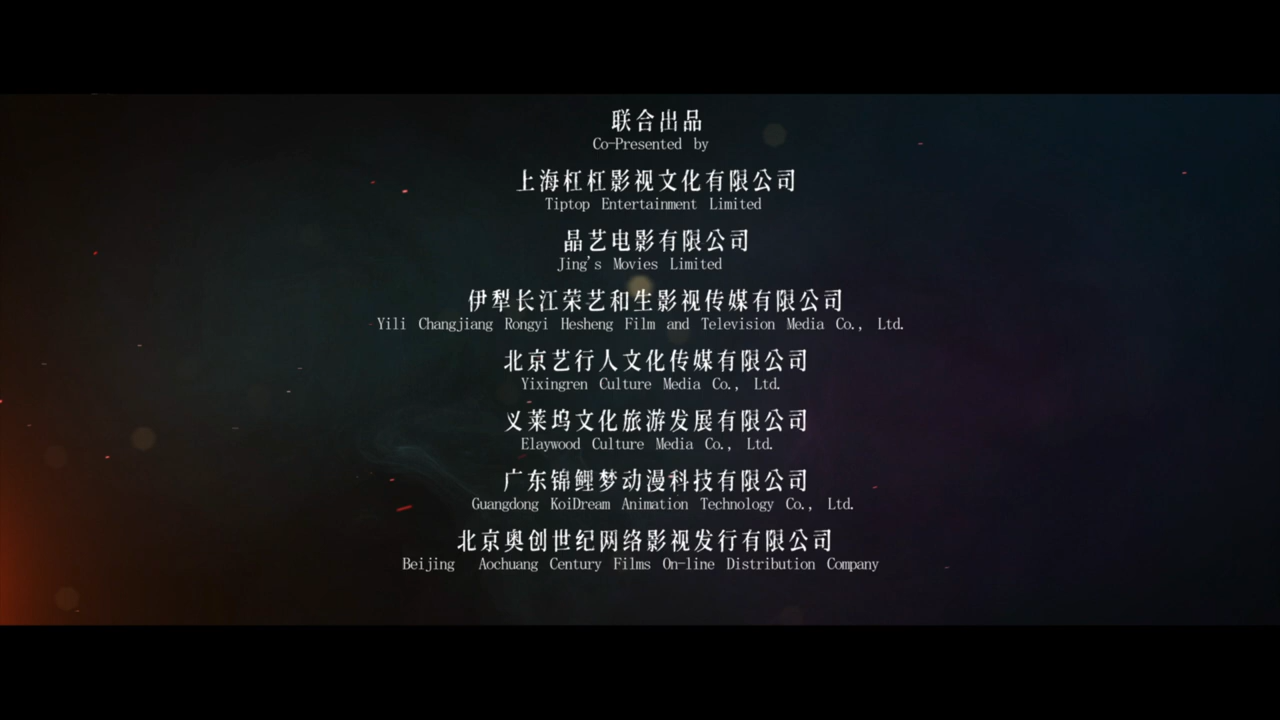 联合出品
Co-Presented by
上海杠杠影视文化有限公司
Tiptop Entertainment Limited
晶艺电影有限公司
Jing's Movies Limited
伊犁长江荣艺和生影视传媒有限公司
Yili Changjiang Rongyi Hesheng Film and Television Media Co., Ltd.
北京艺行人文化传媒有限公司
Yixingren Culture Media Co., Ltd.
义莱坞文化旅游发展有限公司
Elaywood Culture Media Co., Ltd.
广东锦鲤梦动漫科技有限公司
Guangdong KoiDream Animation Technology Co., Ltd.
北京奥创世纪网络影视发行有限公司
Beijing Aochuang Century Films On-line Distribution Company